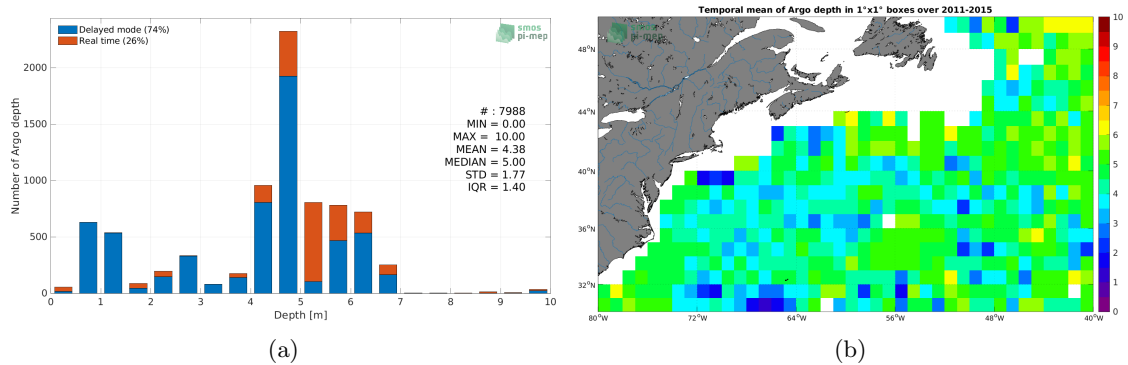 Delayed mode (74%)
Real time (26%)
smos
pi-mep
Number of Argo depth
2000
1500
1000
500
0
# : 7988
MIN = 0.00
MAX = 10.00
MEAN = 4.38
MEDIAN = 5.00
STD = 1.77
IQR = 1.40
0 1 2 3 4 5 6 7 8 9 10
Depth [m]
(a)
Temporal mean of Argo depth in 1°x1° boxes over 2011-2015
smos
pi-mep
48°N
44°N
40°N
36°N
32°N
80°W 72°W 64°W 56°W 48°W 40°W
10
9
8
7
6
5
4
3
2
1
0
(b)